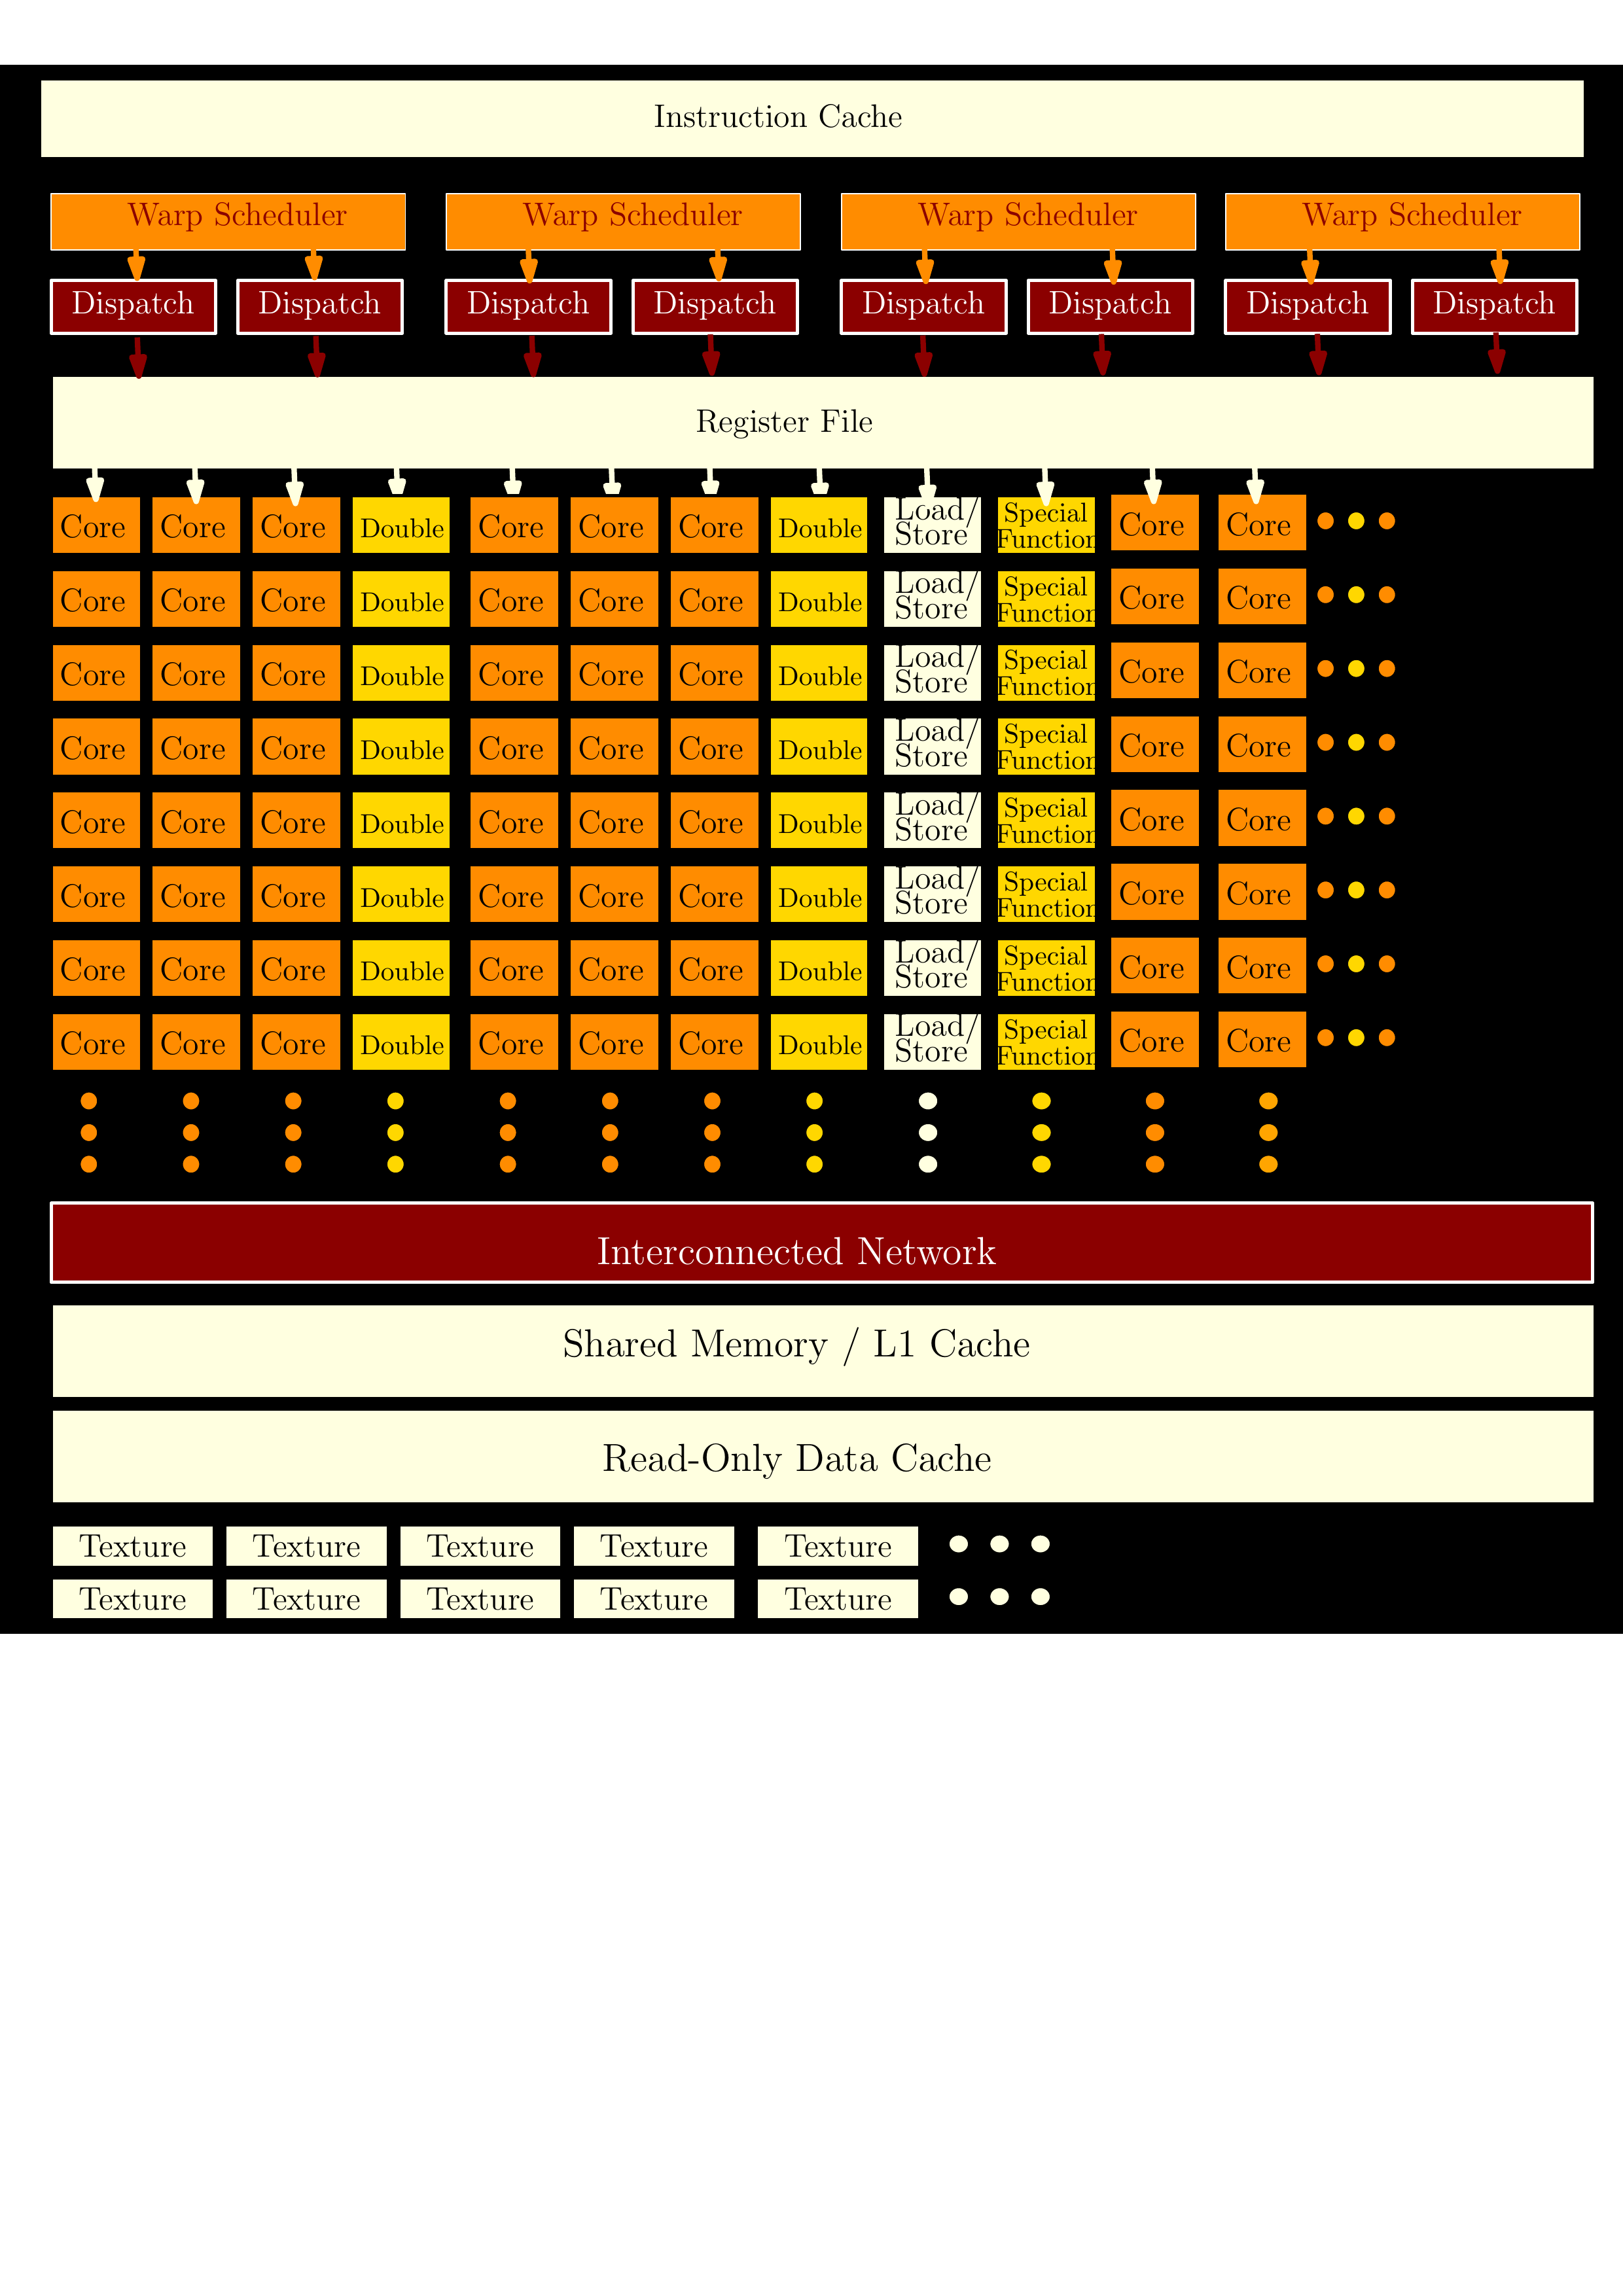 Instruction Cache
Warp Scheduler Warp Scheduler Warp Scheduler Warp Scheduler
Dispatch Dispatch Dispatch Dispatch Dispatch Dispatch Dispatch Dispatch
Register File
Core Core Core Double Core Core Core Double Load/ Store Special Function Core Core
Core Core Core Double Core Core Core Double Load/ Store Special Function Core Core
Core Core Core Double Core Core Core Double Load/ Store Special Function Core Core
Core Core Core Double Core Core Core Double Load/ Store Special Function Core Core
Core Core Core Double Core Core Core Double Load/ Store Special Function Core Core
Core Core Core Double Core Core Core Double Load/ Store Special Function Core Core
Core Core Core Double Core Core Core Double Load/ Store Special Function Core Core
Core Core Core Double Core Core Core Double Load/ Store Special Function Core Core
Interconnected Network
Shared Memory / L1 Cache
Read-Only Data Cache
Texture Texture Texture Texture Texture
Texture Texture Texture Texture Texture